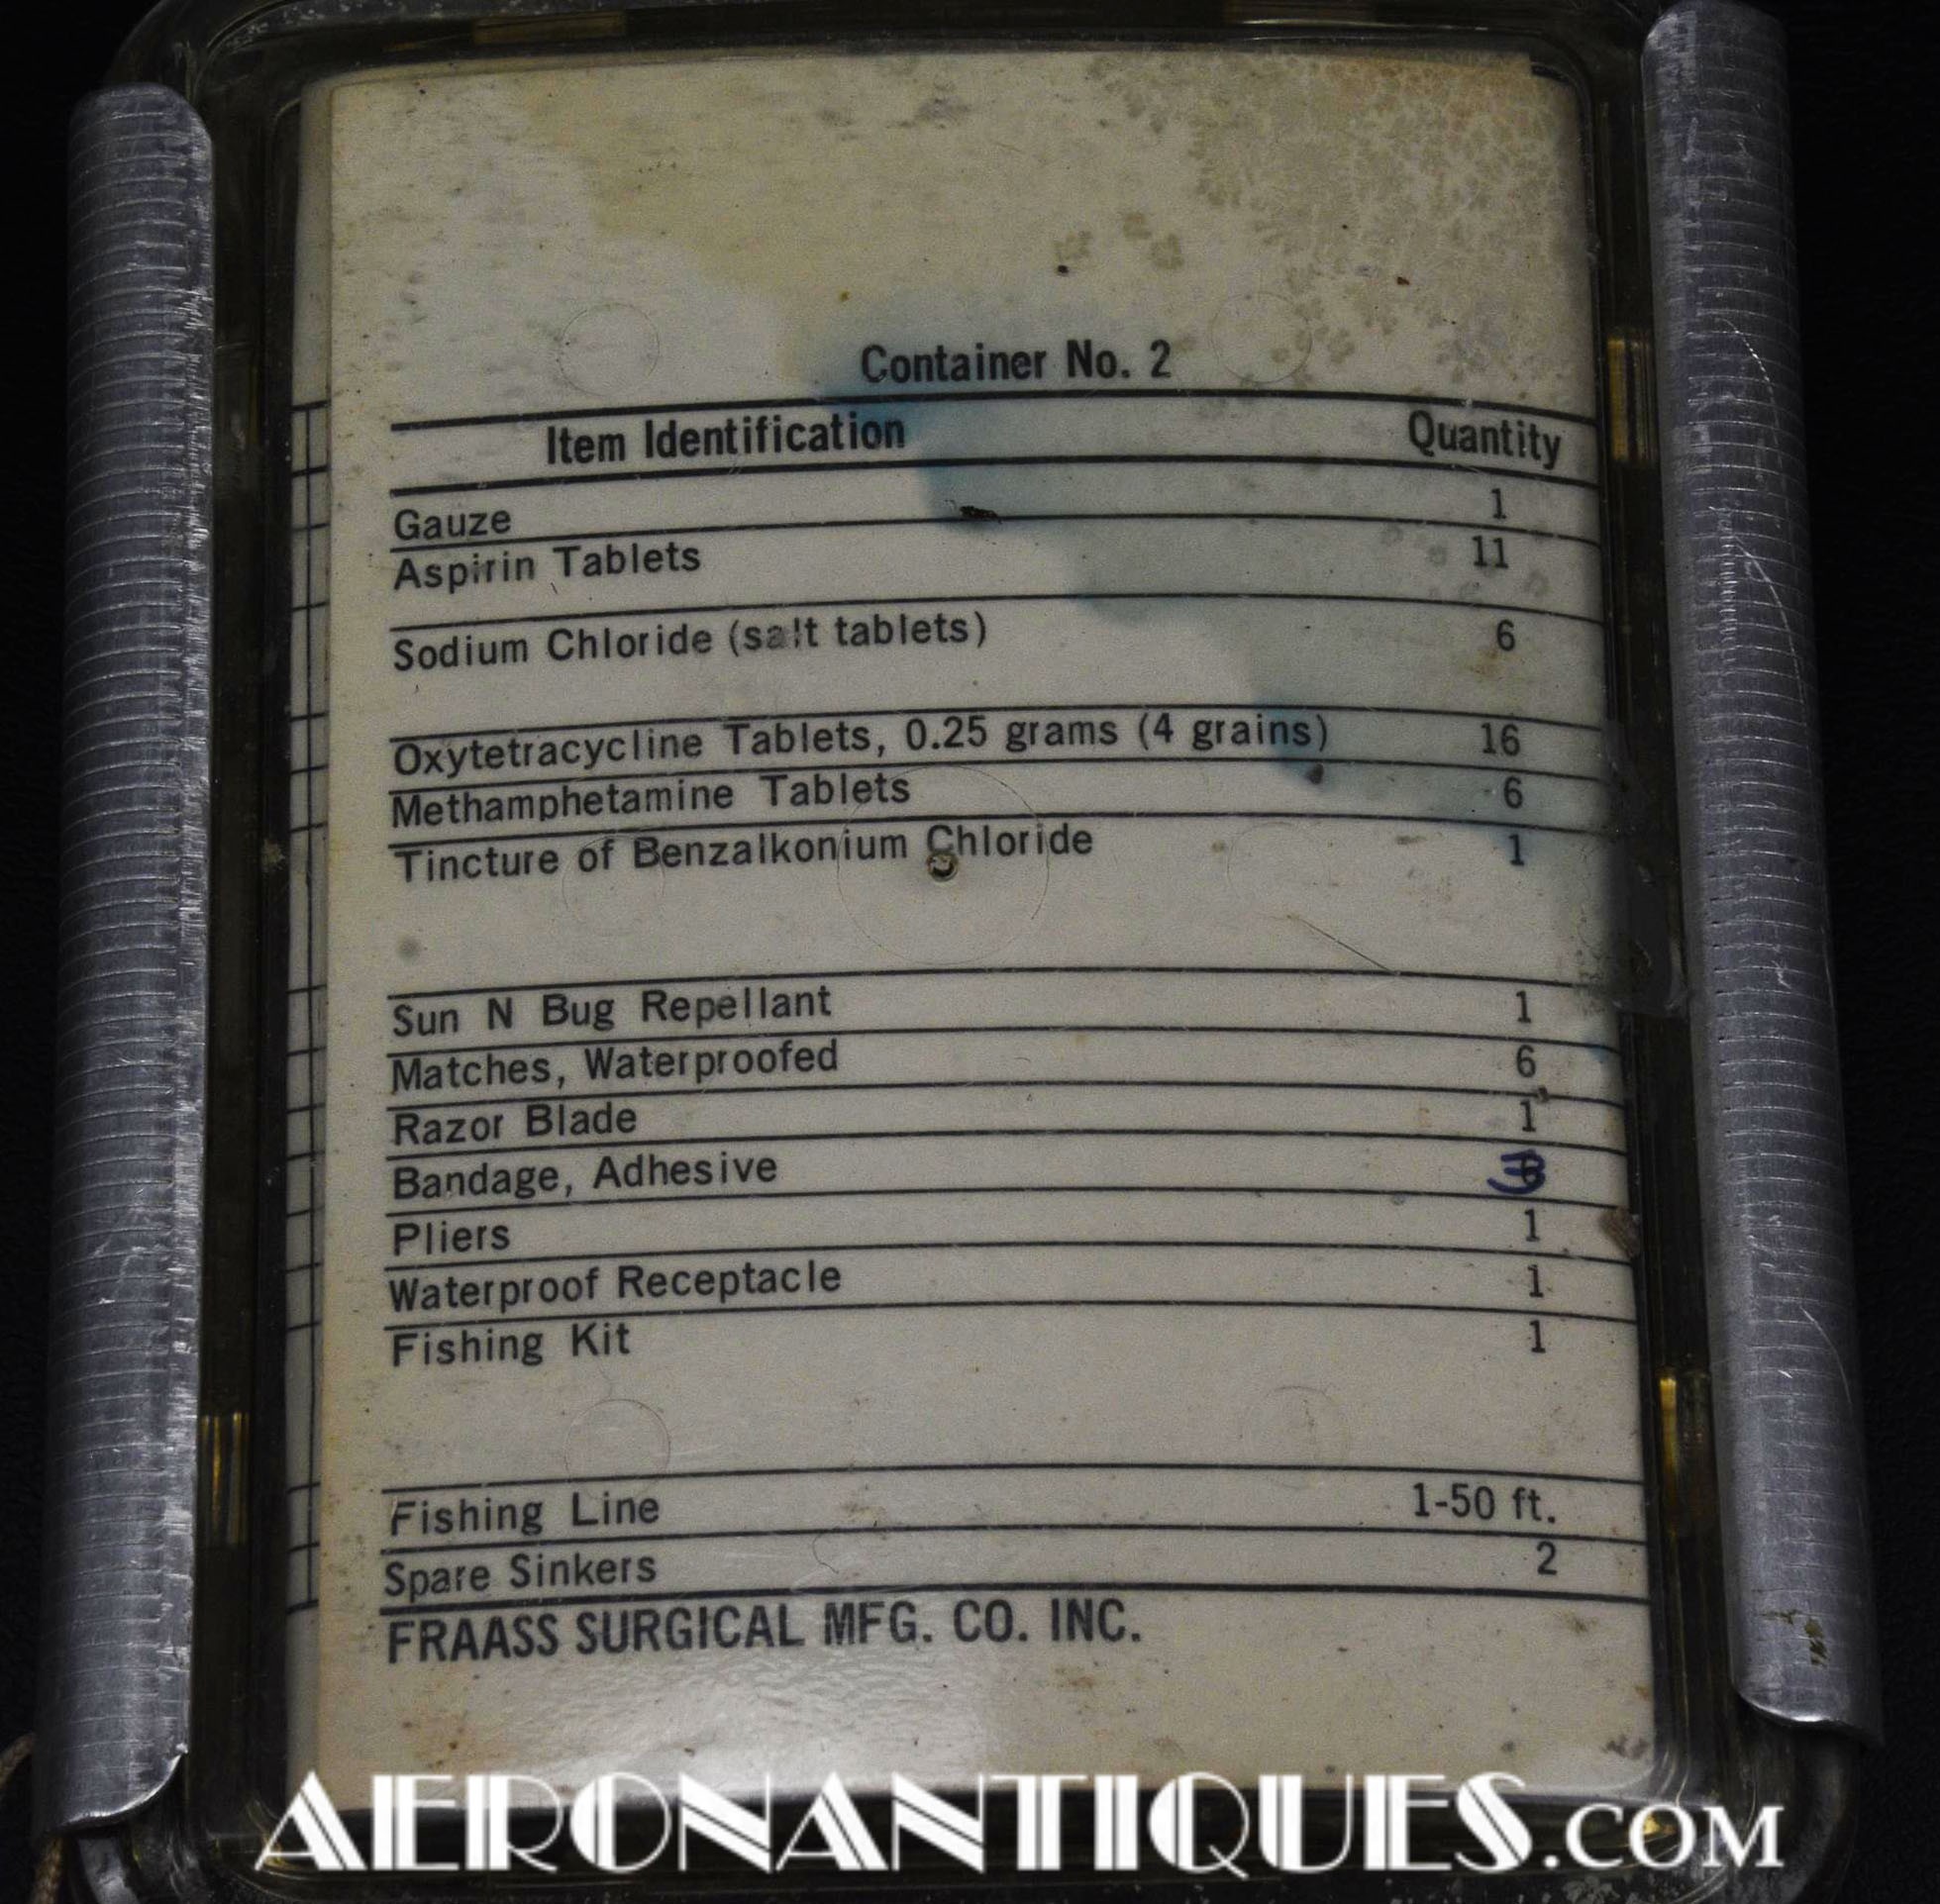 Container No. 2
Item Identification Quantity
Gauze 1
Aspirin Tablets 11
Sodium Chloride (salt tablets) 6
Oxytetracycline Tablets, 0.25 grams (4 grains) 16
Methamphetamine Tablets 6
Tincture of Benzalkonium Chloride 1
Sun N Bug Repellant 1
Matches, Waterproofed 6
Razor Blade 1
Bandage, Adhesive 3
Pliers 1
Waterproof Receptacle 1
Fishing Kit 1
Fishing Line 1-50 ft.
Spare Sinkers 2
FRAASS SURGICAL MFG. CO. INC.
AERONANTIQUES.COM